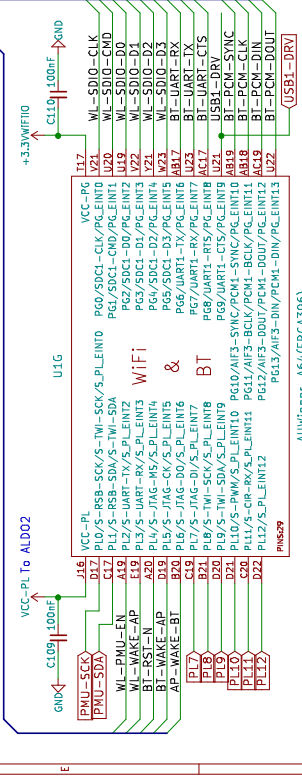 GND
100nF
C110
+3.3VWIFIIO
WL-SDIO-CLK
WL-SDIO-CMD
WL-SDIO-D0
WL-SDIO-D1
WL-SDIO-D2
WL-SDIO-D3
BT-UART-RX
BT-UART-TX
BT-UART-CTS
USB1-DRV
BT-PCM-SYNC
BT-PCM-CLK
BT-PCM-DIN
BT-PCM-DOUT
USB1-DRV
T17
V21
U20
U19
V22
Y21
W21
AB17
U23
AC17
U21
AB19
AB18
AC19
U22
VCC-PG
PG0/SDC1-CLK/PG_EINT0
PG1/SDC1-CMD/PG_EINT1
PG2/SDC1-D0/PG_EINT2
PG3/SDC1-D1/PG_EINT3
PG4/SDC1-D2/PG_EINT4
PG5/SDC1-D3/PG_EINT5
PG6/UART1-TX/PG_EINT6
PG7/UART1-RX/PG_EINT7
PG8/UART1-RTS/PG_EINT8
PG9/UART1-CTS/PG_EINT9
PG10/AIF3-SYNC/PCM1-SYNC/PG_EINT10
PG11/AIF3-BCLK/PCM1-BCLK/PG_EINT11
PG12/AIF3-DOUT/PCM1-DOUT/PG_EINT12
PG13/AIF3-DIN/PCM1-DIN/PG_EINT13
U1G
WiFi
&
BT
VCC-PL
PL0/S-RSB-SCK/S-TWI-SCK/S_PL_EINT0
PL1/S-RSB-SDA/S-TWI-SDA
PL2/S-UART-TX/S_PL_EINT2
PL3/S-UART-RX/S_PL_EINT3
PL4/S-JTAG-MS/S_PL_EINT4
PL5/S-JTAG-CK/S_PL_EINT5
PL6/S-JTAG-DO/S_PL_EINT6
PL7/S-JTAG-DI/S_PL_EINT7
PL8/S-TWI-SCK/S_PL_EINT8
PL9/S-TWI-SDA/S_PL_EINT9
PL10/S-PWM/S_PL_EINT10
PL11/S-CIR-RX/S_PL_EINT11
PL12/S_PL_EINT12
PINS≤29
J16
D17
C17
A19
E19
A20
D19
B20
C19
B21
D20
D21
C20
D22
To ALDO2
VCC-PL
100nF
C109
GND
PMU-SCK
PMU-SDA
WL-PMU-EN
WL-WAKE-AP
BT-RST-N
BT-WAKE-AP
AP-WAKE-BT
PL7
PL8
PL9
PL10
PL11
PL12
E